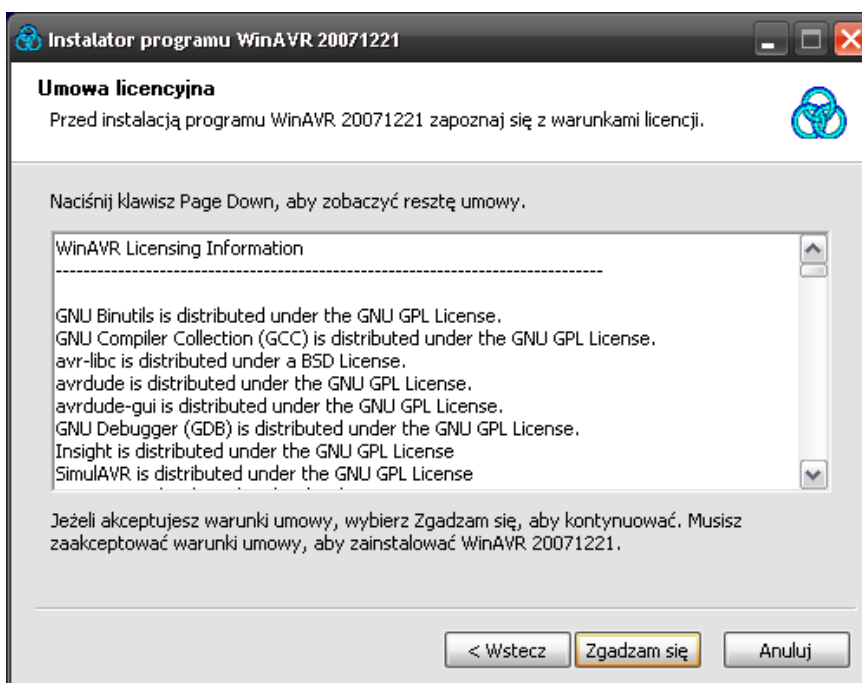 Instalator programu WinAVR 20071221
Umowa licencyjna
Przed instalacją programu WinAVR 20071221 zapoznaj się z warunkami licencji.
Naciśnij klawisz Page Down, aby zobaczyć resztę umowy.
WinAVR Licensing Information
-------------------------------------------------------------------------------
GNU Binutils is distributed under the GNU GPL License.
GNU Compiler Collection (GCC) is distributed under the GNU GPL License.
avr-libc is distributed under a BSD License.
avrdude is distributed under the GNU GPL License.
avrdude-gui is distributed under the GNU GPL License.
GNU Debugger (GDB) is distributed under the GNU GPL License.
Insight is distributed under the GNU GPL License
SimulAVR is distributed under the GNU GPL License
Jeżeli akceptujesz warunki umowy, wybierz Zgadzam się, aby kontynuować. Musisz
zaakceptować warunki umowy, aby zainstalować WinAVR 20071221.
< Wstecz
Zgadzam się
Anuluj